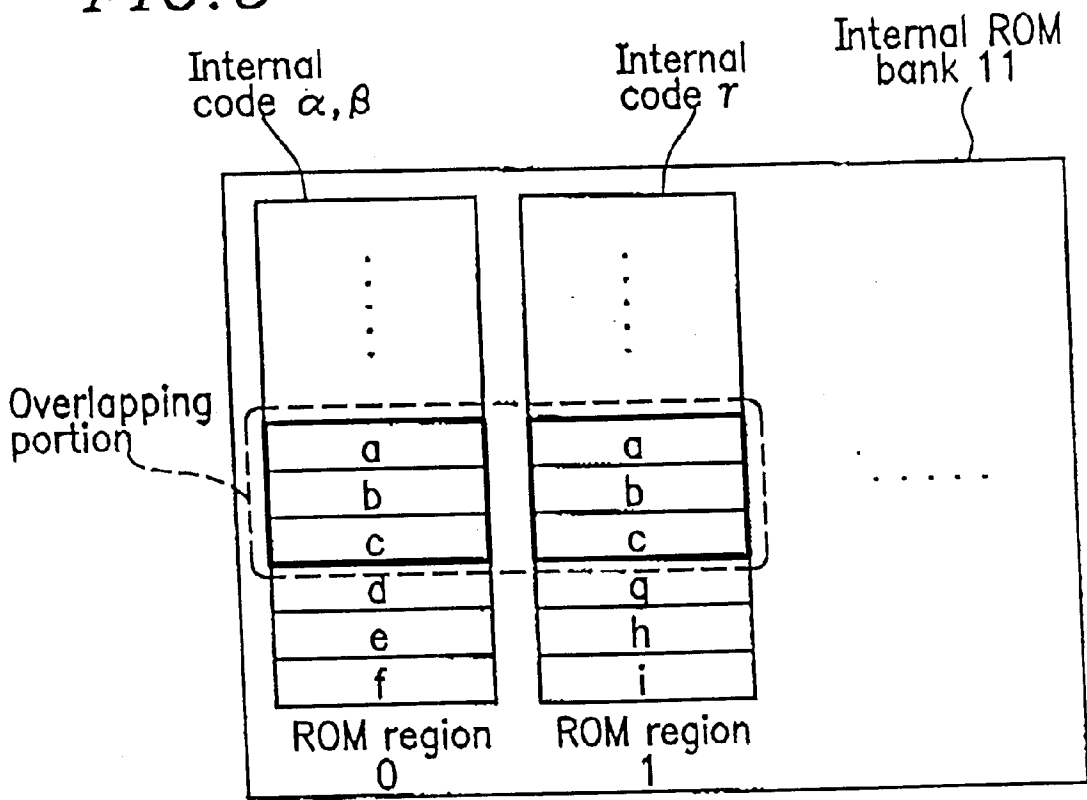 Internal ROM
bank 11
Internal
code α,β
Internal
code γ
Overlapping
portion
a
a
b
b
c
c
d
g
e
h
f
i
ROM region
0
ROM region
1